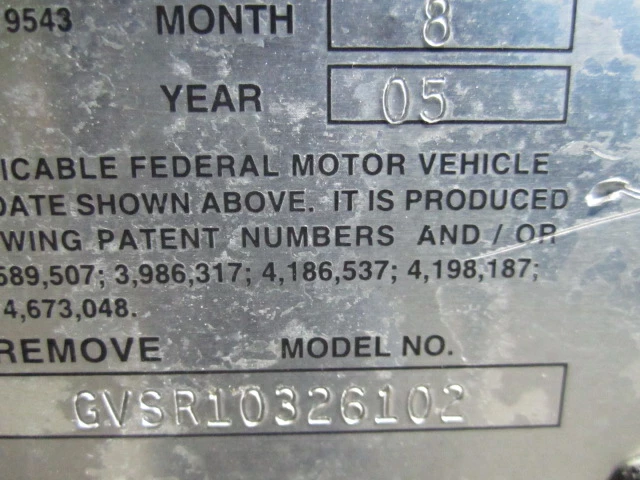 9543 MONTH 8
YEAR 05
ICABLE FEDERAL MOTOR VEHICLE
DATE SHOWN ABOVE. IT IS PRODUCED
WING PATENT NUMBERS AND / OR
589,507; 3,986,317; 4,186,537; 4,198,187;
4,673,048.
REMOVE MODEL NO.
GVSR10326102